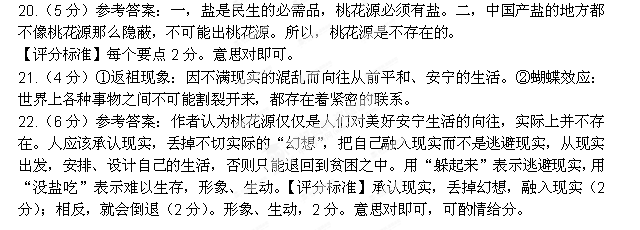 20.（5 分）参考答案：一，盐是民生的必需品，桃花源必须有盐。二，中国产盐的地方都
不像桃花源那么隐蔽，不可能出桃花源。所以，桃花源是不存在的。
【评分标准】每个要点 2 分。意思对即可。
21.（4 分）①返祖现象：因不满现实的混乱而向往从前平和、安宁的生活。②蝴蝶效应：
世界上各种事物之间不可能割裂开来，都存在着紧密的联系。
22.（6 分）参考答案：作者认为桃花源仅仅是人们对美好安宁生活的向往，实际上并不存
在。人应该承认现实，丢掉不切实际的“幻想”，把自己融入现实而不是逃避现实，从现实
出发，安排、设计自己的生活，否则只能退回到贫困之中。用“躲起来”表示逃避现实，用
“没盐吃”表示难以生存，形象、生动。【评分标准】承认现实，丢掉幻想，融入现实（2
分）；相反，就会倒退（2 分）。形象、生动，2 分。意思对即可，可酌情给分。